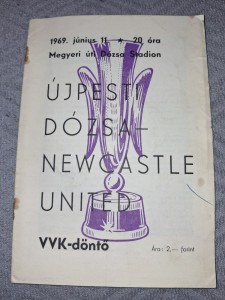 1969. június 11. ★ 20 óra
Megyeri úti Dózsa Stadion
ÚJPESTI
DÓZSA–
NEWCASTLE
UNITED
VVK-döntő
Ára: 2,— forint